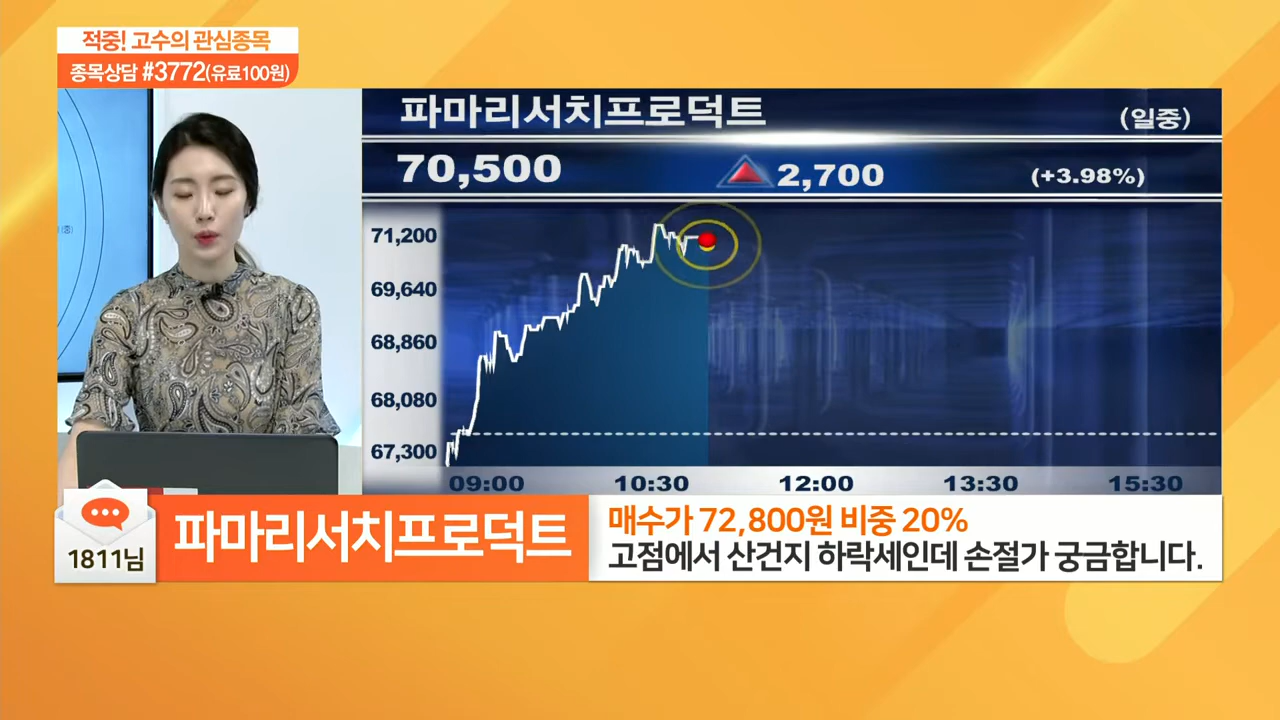 적중! 고수의 관심종목
종목상담 #3772(유료100원)
파마리서치프로덕트
(일중)
70,500
2,700
(+3.98%)
71,200
69,640
68,860
68,080
67,300
09:00 10:30 12:00 13:30 15:30
1811님
파마리서치프로덕트
매수가 72,800원 비중 20%
고점에서 산건지 하락세인데 손절가 궁금합니다.